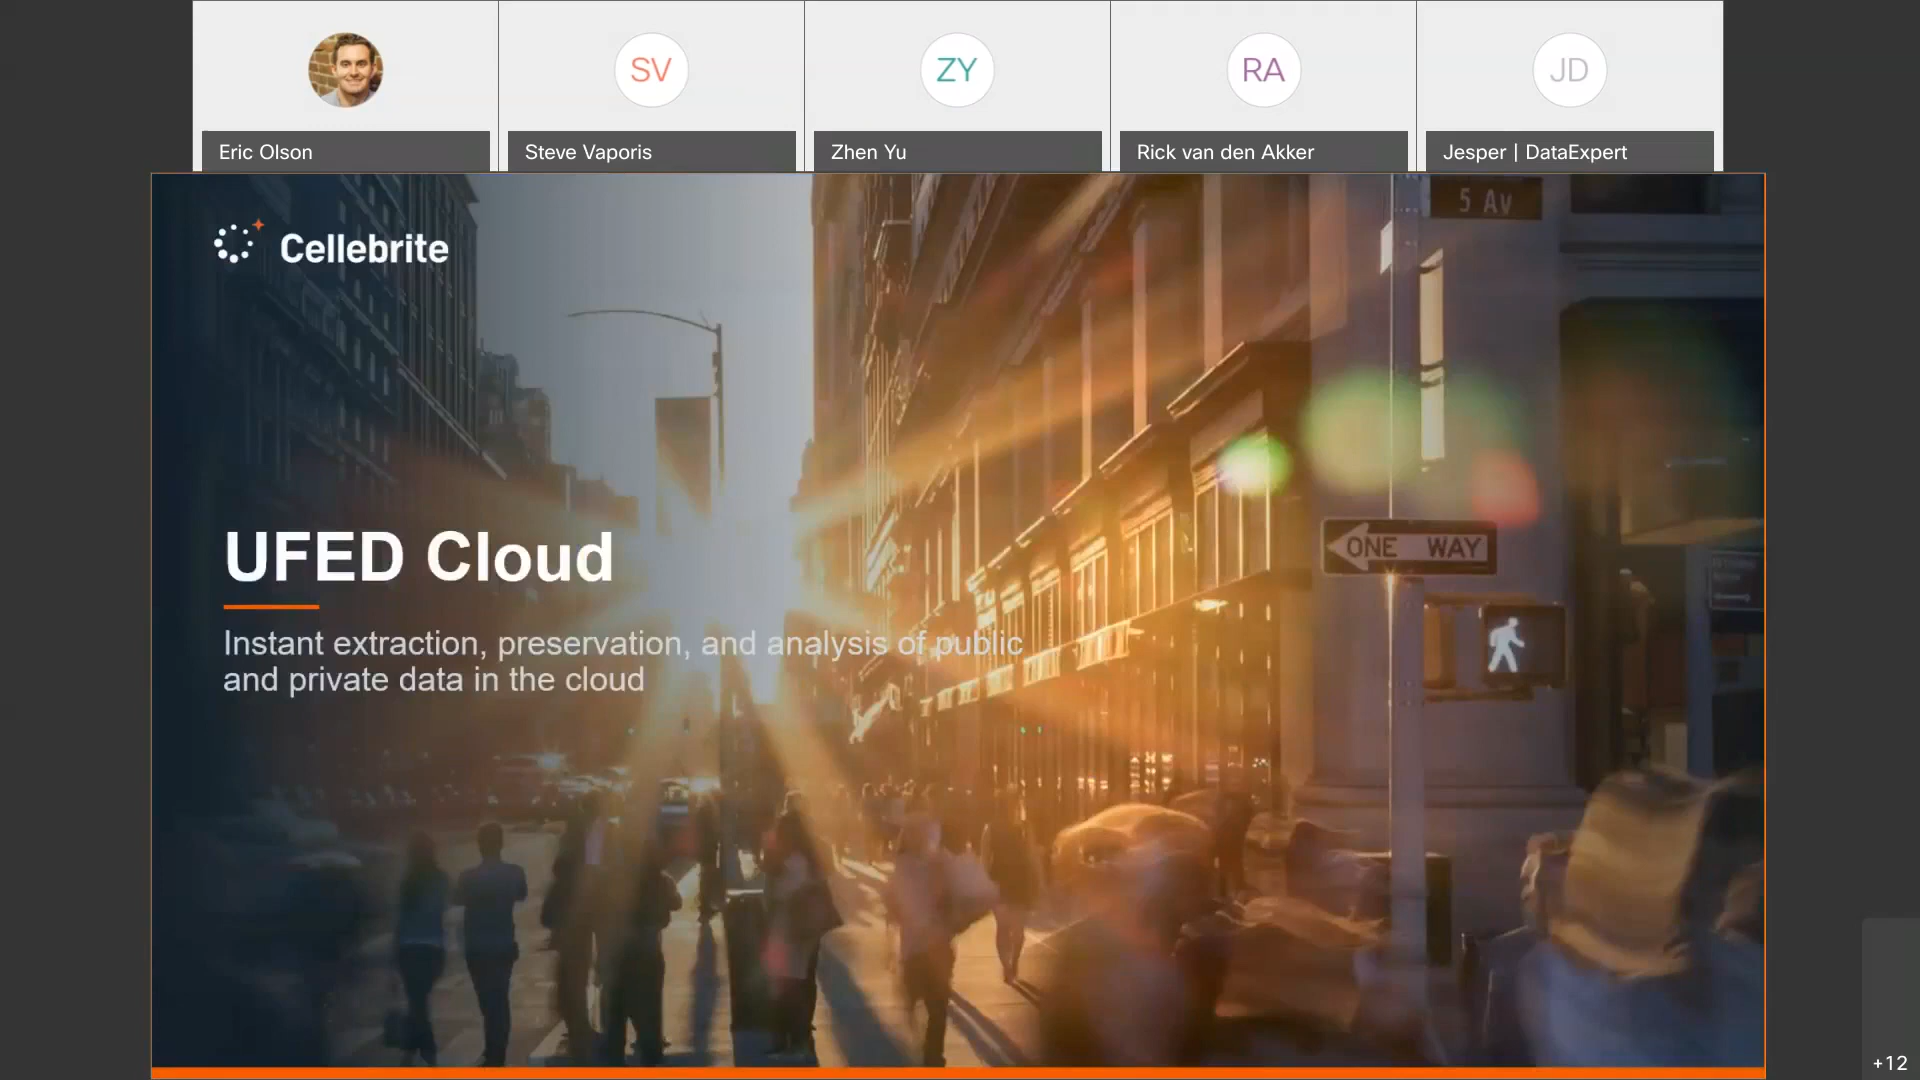 SV
ZY
RA
JD
Eric Olson
Steve Vaporis
Zhen Yu
Rick van den Akker
Jesper | DataExpert
5 Av
Cellebrite
ONE WAY
UFED Cloud
Instant extraction, preservation, and analysis of public
and private data in the cloud
+12